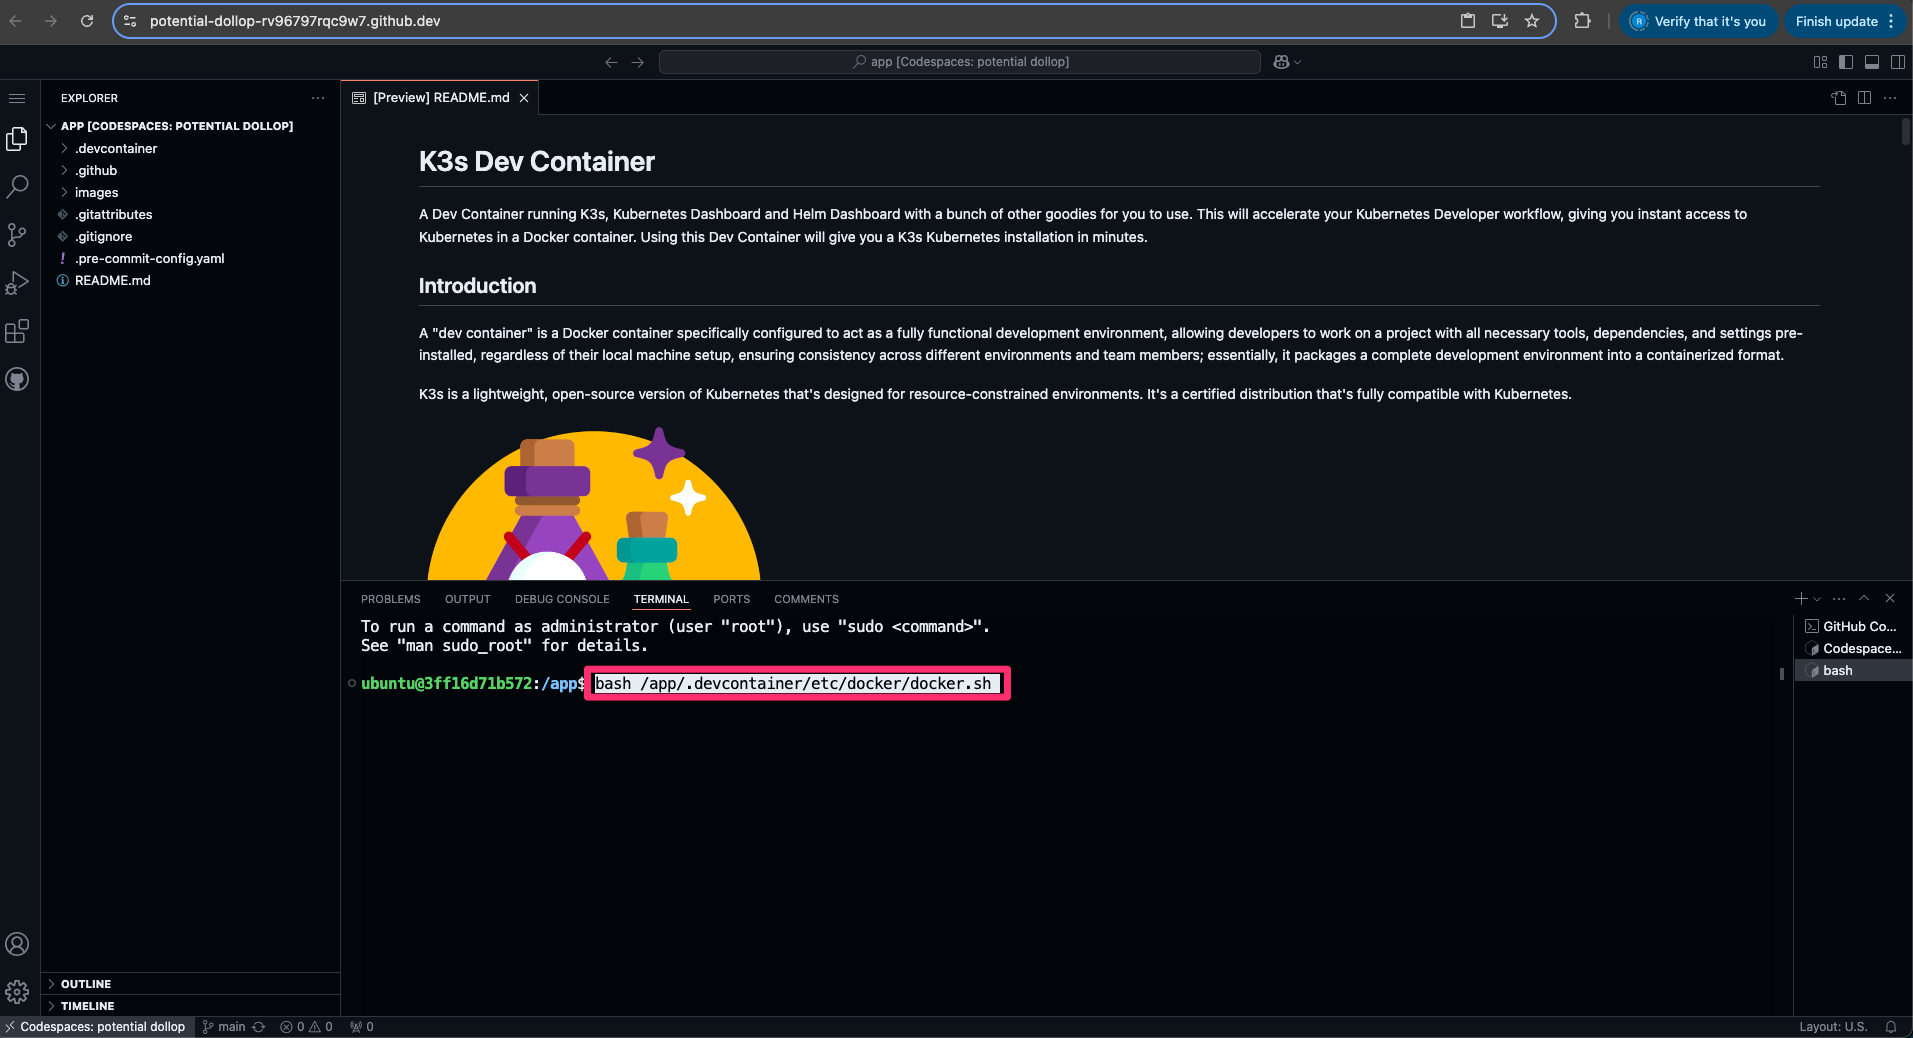 potential-dollop-rv96797rqc9w7.github.dev
Verify that it's you
Finish update
app [Codespaces: potential dollop]
EXPLORER
[Preview] README.md
APP [CODESPACES: POTENTIAL DOLLOP]
.devcontainer
.github
images
.gitattributes
.gitignore
.pre-commit-config.yaml
README.md
K3s Dev Container
A Dev Container running K3s, Kubernetes Dashboard and Helm Dashboard with a bunch of other goodies for you to use. This will accelerate your Kubernetes Developer workflow, giving you instant access to
Kubernetes in a Docker container. Using this Dev Container will give you a K3s Kubernetes installation in minutes.
Introduction
A "dev container" is a Docker container specifically configured to act as a fully functional development environment, allowing developers to work on a project with all necessary tools, dependencies, and settings pre-
installed, regardless of their local machine setup, ensuring consistency across different environments and team members; essentially, it packages a complete development environment into a containerized format.
K3s is a lightweight, open-source version of Kubernetes that's designed for resource-constrained environments. It's a certified distribution that's fully compatible with Kubernetes.
PROBLEMS OUTPUT DEBUG CONSOLE TERMINAL PORTS COMMENTS
To run a command as administrator (user "root"), use "sudo <command>".
See "man sudo_root" for details.
ubuntu@3ff16d71b572:/app$ bash /app/.devcontainer/etc/docker/docker.sh
GitHub Co...
Codespace...
bash
OUTLINE
TIMELINE
Codespaces: potential dollop main 0 0 0
Layout: U.S.